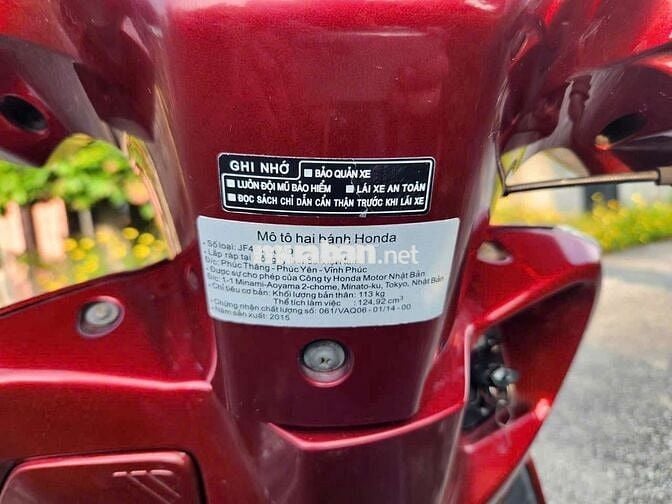 GHI NHỚ
BẢO QUẢN XE
LUÔN ĐỘI MŨ BẢO HIỂM
LÁI XE AN TOÀN
ĐỌC SÁCH CHỈ DẪN CẨN THẬN TRƯỚC KHI LÁI XE
Mô tô hai bánh Honda
- Số loại: JF4
- Lắp ráp tại
.net
Đ/c: Phúc Thắng - Phúc Yên - Vĩnh Phúc
- Được sự cho phép của Công ty Honda Motor Nhật Bản
Đ/c: 1-1 Minami-Aoyama 2-chome, Minato-ku, Tokyo, Nhật Bản
- Chỉ tiêu cơ bản: Khối lượng bản thân: 113 kg
Thể tích làm việc : 124,92 cm³
- Chứng nhận chất lượng số: 061/VAQ06 - 01/14 - 00
- Năm sản xuất: 2015